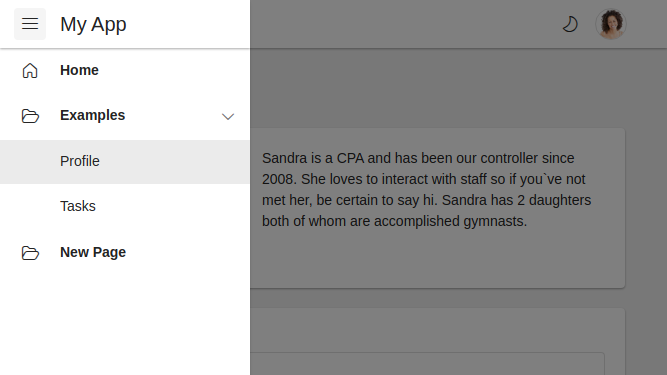 My App
Home
Examples
Profile
Tasks
New Page
Sandra is a CPA and has been our controller since
2008. She loves to interact with staff so if you`ve not
met her, be certain to say hi. Sandra has 2 daughters
both of whom are accomplished gymnasts.